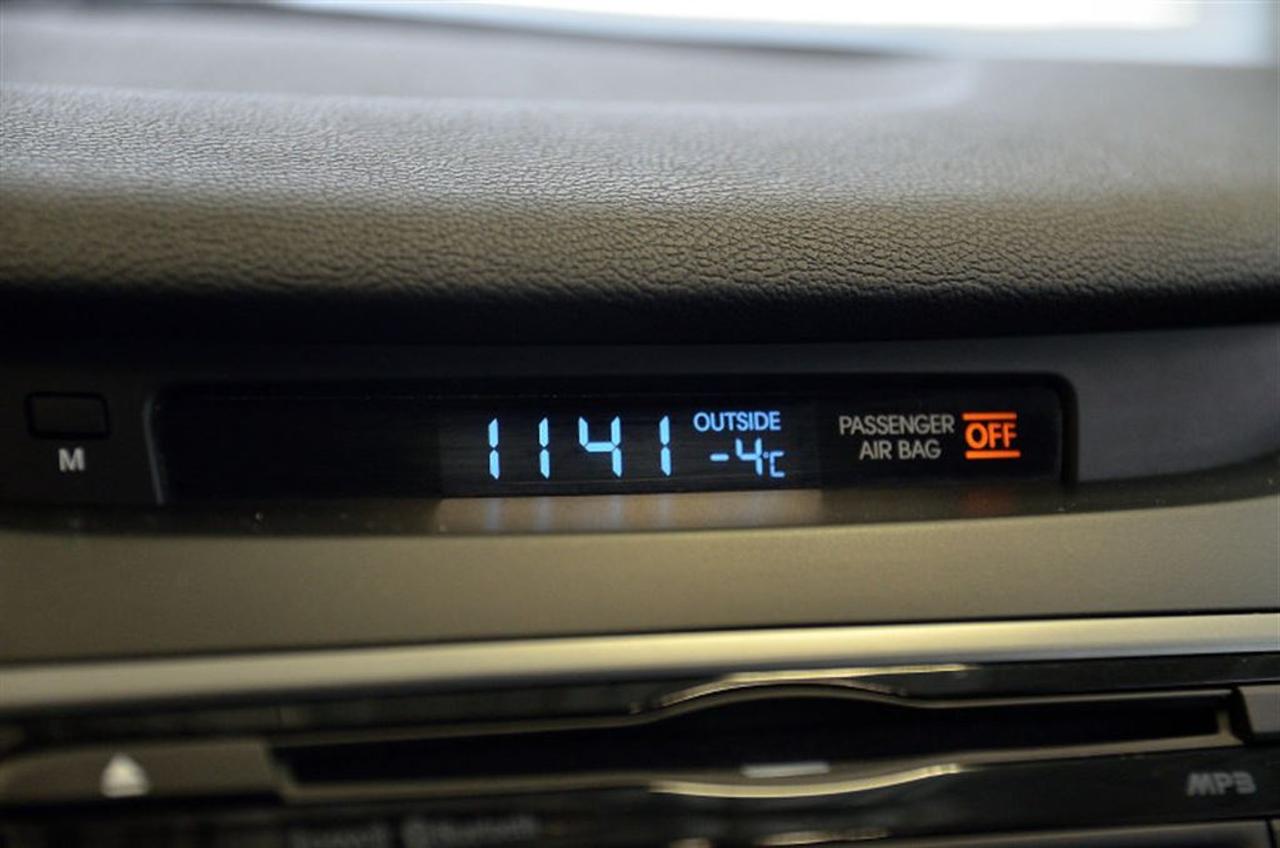 M
1141
OUTSIDE
-4°C
PASSENGER
AIR BAG
OFF
MP3